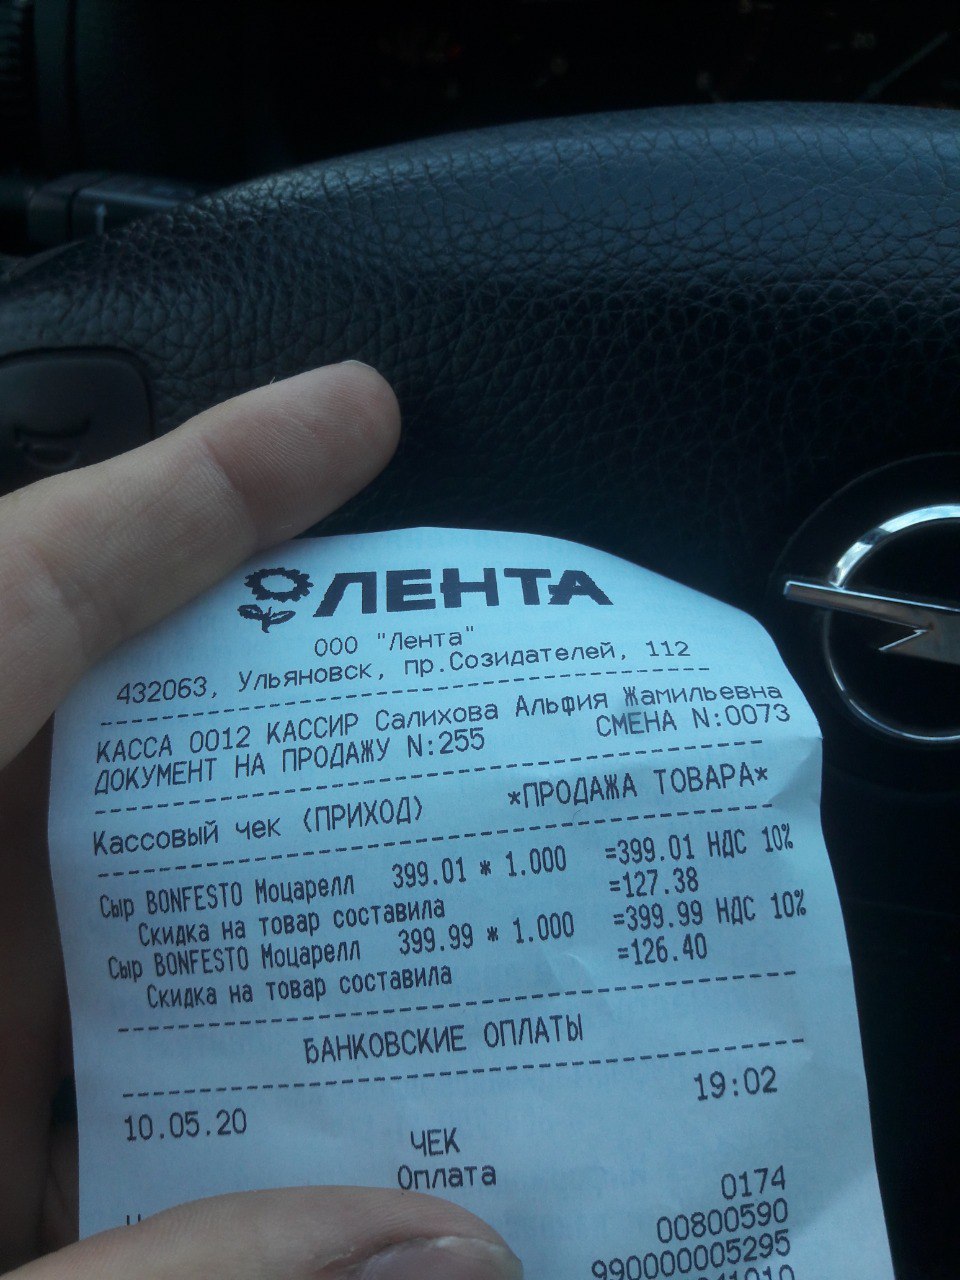 ЛЕНТА
ООО "Лента"
432063, Ульяновск, пр.Созидателей, 112
КАССА 0012 КАССИР Салихова Альфия Жамильевна
ДОКУМЕНТ НА ПРОДАЖУ N:255 СМЕНА N:0073
Кассовый чек (ПРИХОД) *ПРОДАЖА ТОВАРА*
Сыр BONFESTO Моцарелл 399.01 * 1.000 =399.01 НДС 10%
Скидка на товар составила =127.38
Сыр BONFESTO Моцарелл 399.99 * 1.000 =399.99 НДС 10%
Скидка на товар составила =126.40
БАНКОВСКИЕ ОПЛАТЫ
10.05.20 19:02
ЧЕК
Оплата 0174
00800590
990000005295